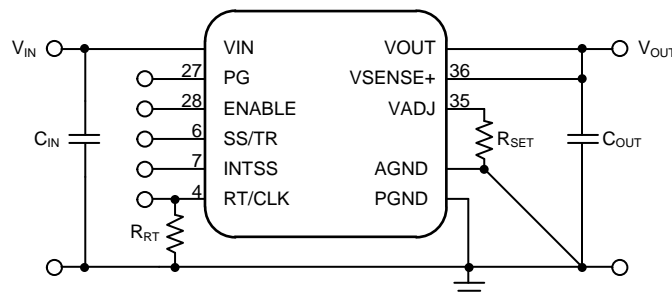 VIN VIN VOUT VOUT
27 PG VSENSE+ 36
28 ENABLE VADJ 35
CIN 6 SS/TR RSET COUT
7 INTSS AGND
4 RT/CLK PGND
RRT